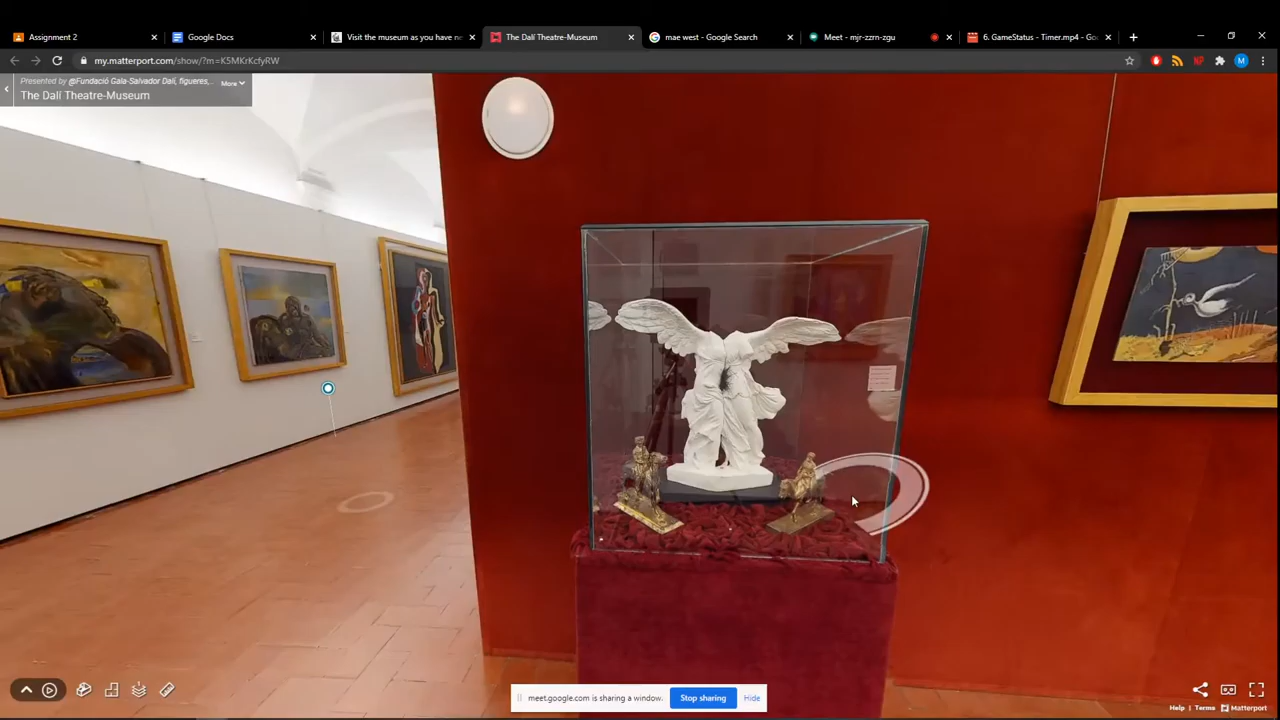 Assignment 2
Google Docs
Visit the museum as you have ne
The Dalí Theatre-Museum
mae west - Google Search
Meet - mjr-zzrn-zgu
6. GameStatus - Timer.mp4 - Go
my.matterport.com/show/?m=K5MKrKcfyRW
M
Presented by @Fundació Gala-Salvador Dalí, figueres,..
More
The Dalí Theatre-Museum
meet.google.com is sharing a window.
Stop sharing
Hide
Help | Terms
Matterport